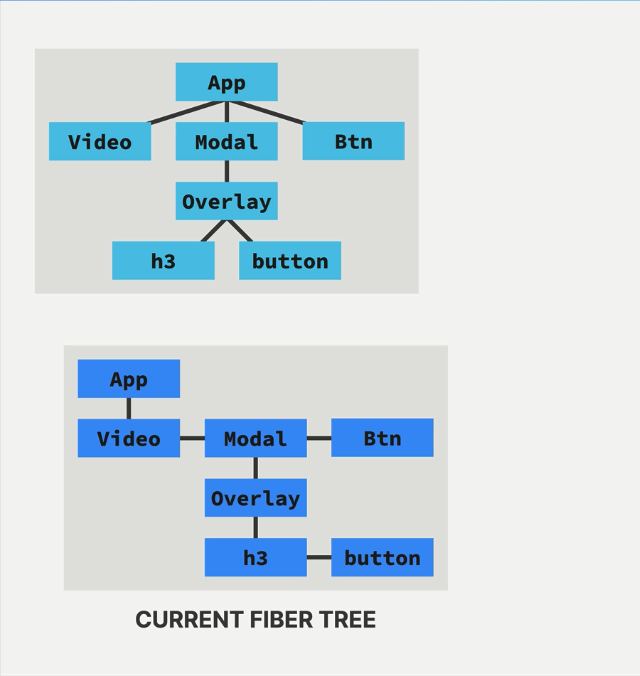 App
Video Modal Btn
Overlay
h3 button
App
Video Modal Btn
Overlay
h3 button
CURRENT FIBER TREE